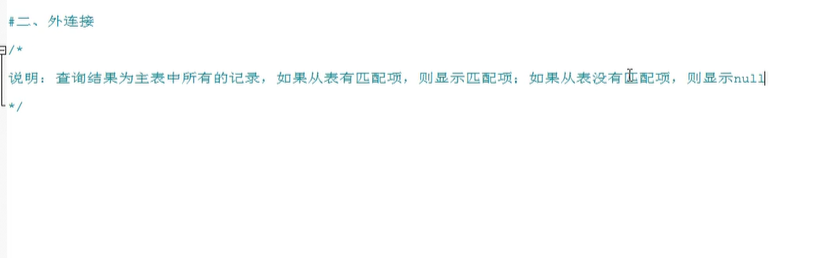 #二、外连接
/*
说明：查询结果为主表中所有的记录，如果从表有匹配项，则显示匹配项；如果从表没有匹配项，则显示null
*/